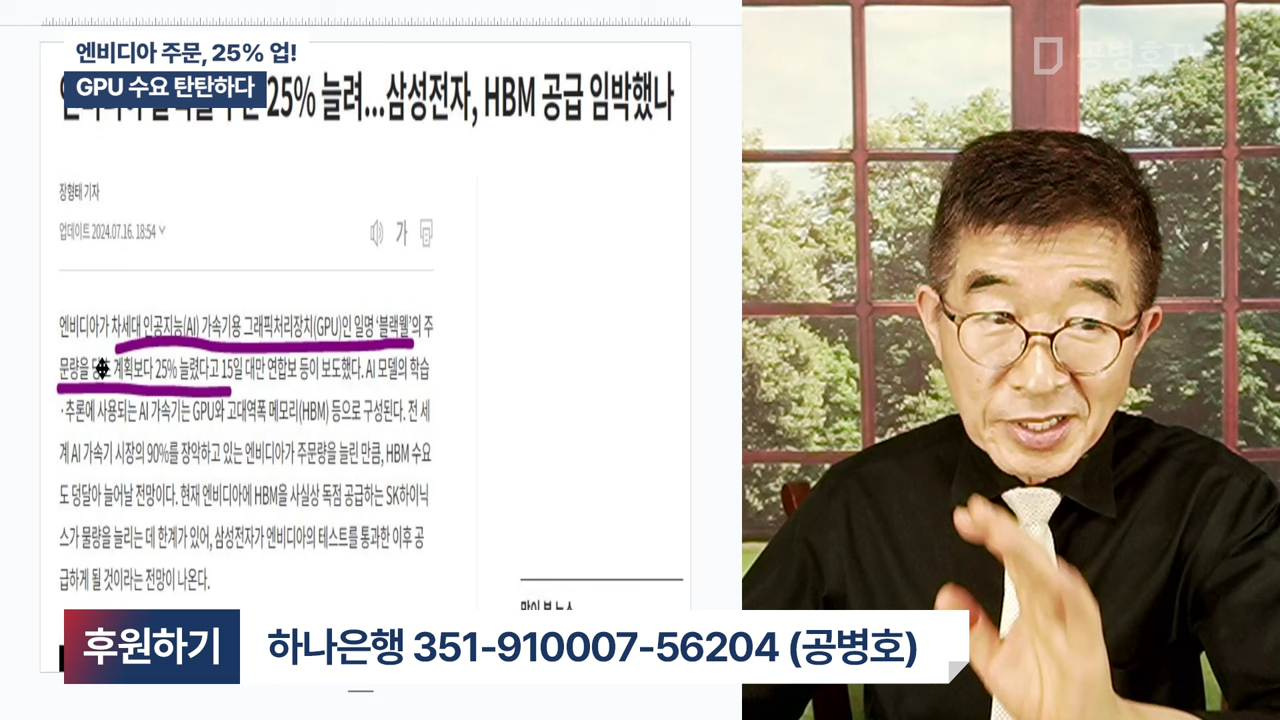 엔비디아 주문, 25% 업!
GPU 수요 탄탄하다
25% 늘려...삼성전자, HBM 공급 임박했나
장형태 기자
업데이트 2024.07.16. 18:54
가
엔비디아가 차세대 인공지능(AI) 가속기용 그래픽처리장치(GPU)인 일명 ‘블랙웰’의 주
문량을 당초 계획보다 25% 늘렸다고 15일 대만 연합보 등이 보도했다. AI 모델의 학습
·추론에 사용되는 AI 가속기는 GPU와 고대역폭 메모리(HBM) 등으로 구성된다. 전 세
계 AI 가속기 시장의 90%를 장악하고 있는 엔비디아가 주문량을 늘린 만큼, HBM 수요
도 덩달아 늘어날 전망이다. 현재 엔비디아에 HBM을 사실상 독점 공급하는 SK하이닉
스가 물량을 늘리는 데 한계가 있어, 삼성전자가 엔비디아의 테스트를 통과한 이후 공
급하게 될 것이라는 전망이 나온다.
많이 본 뉴스
후원하기
하나은행 351-910007-56204 (공병호)
공병호TV